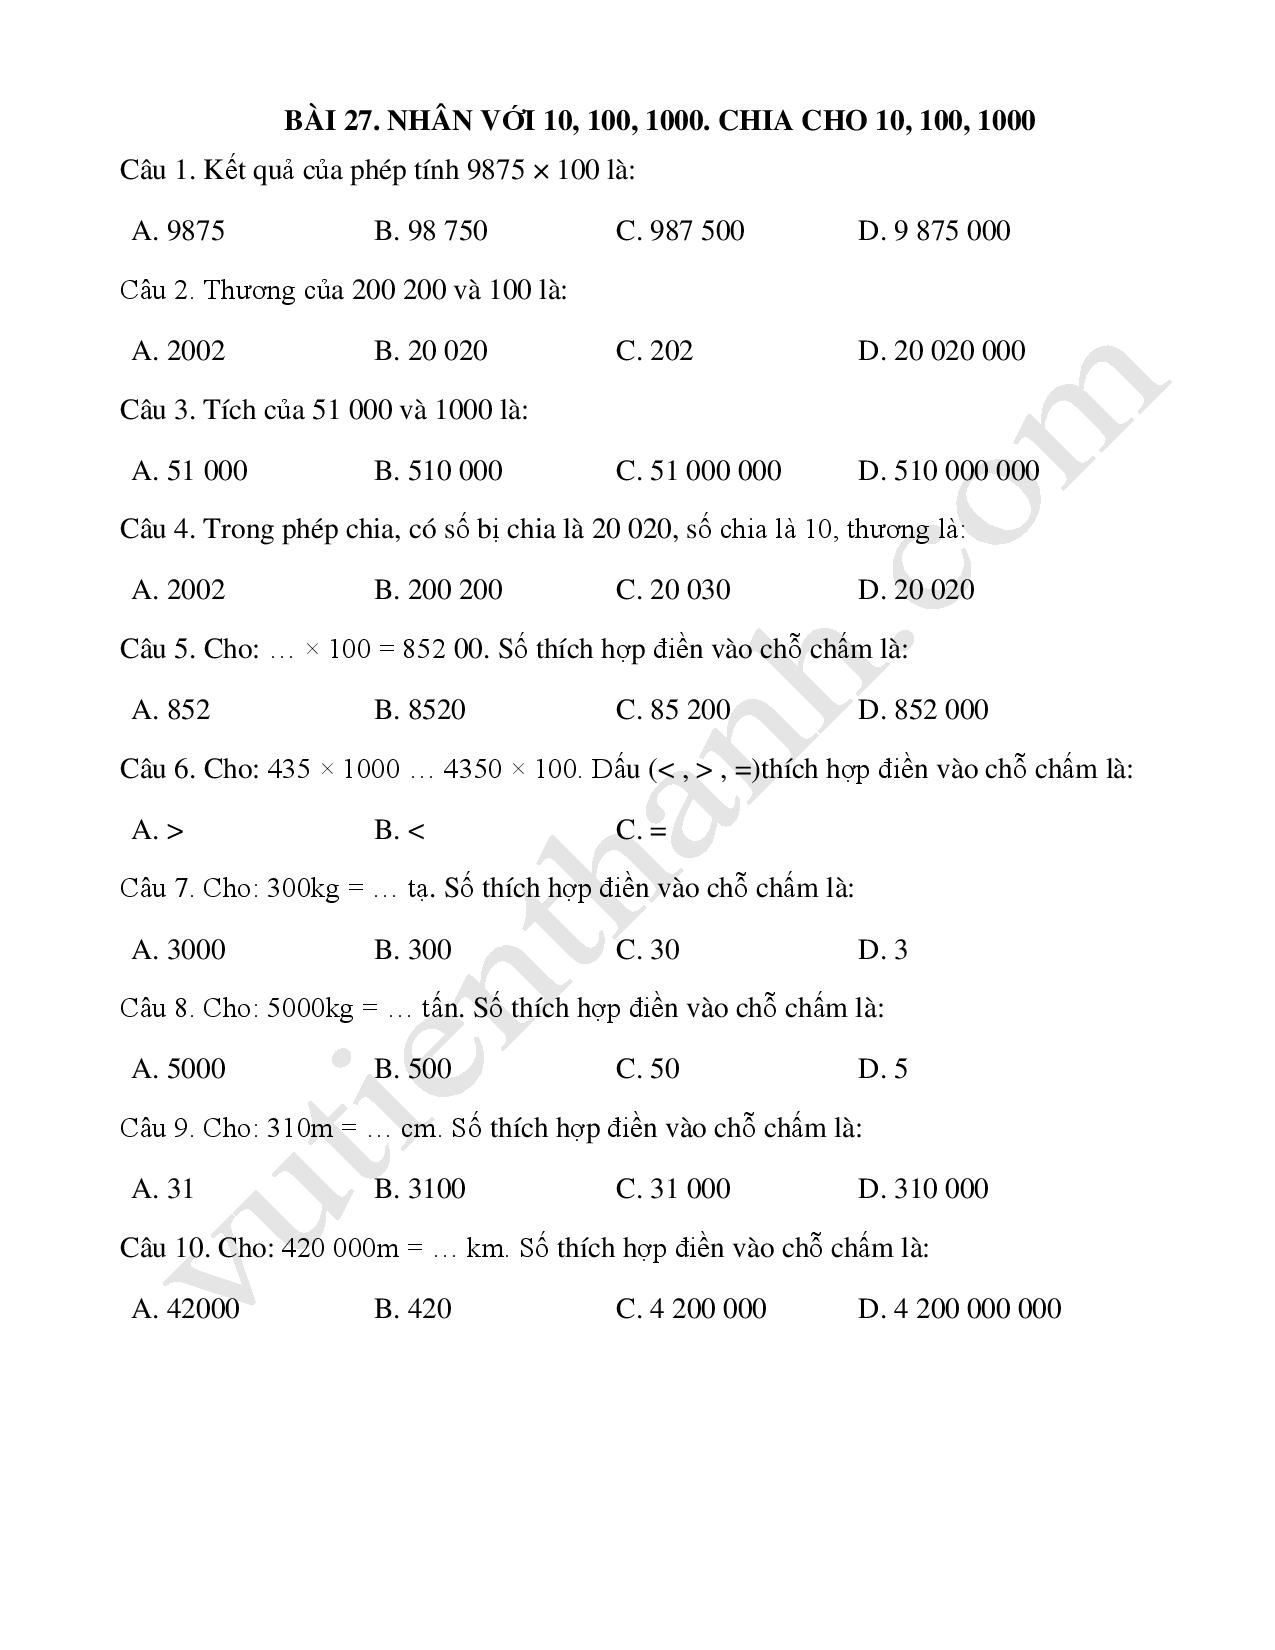 BÀI 27. NHÂN VỚI 10, 100, 1000. CHIA CHO 10, 100, 1000
Câu 1. Kết quả của phép tính 9875 × 100 là:
A. 9875 B. 98 750 C. 987 500 D. 9 875 000
Câu 2. Thương của 200 200 và 100 là:
A. 2002 B. 20 020 C. 202 D. 20 020 000
Câu 3. Tích của 51 000 và 1000 là:
A. 51 000 B. 510 000 C. 51 000 000 D. 510 000 000
Câu 4. Trong phép chia, có số bị chia là 20 020, số chia là 10, thương là:
A. 2002 B. 200 200 C. 20 030 D. 20 020
Câu 5. Cho: … × 100 = 852 00. Số thích hợp điền vào chỗ chấm là:
A. 852 B. 8520 C. 85 200 D. 852 000
Câu 6. Cho: 435 × 1000 … 4350 × 100. Dấu (< , > , =)thích hợp điền vào chỗ chấm là:
A. > B. < C. =
Câu 7. Cho: 300kg = … tạ. Số thích hợp điền vào chỗ chấm là:
A. 3000 B. 300 C. 30 D. 3
Câu 8. Cho: 5000kg = … tấn. Số thích hợp điền vào chỗ chấm là:
A. 5000 B. 500 C. 50 D. 5
Câu 9. Cho: 310m = … cm. Số thích hợp điền vào chỗ chấm là:
A. 31 B. 3100 C. 31 000 D. 310 000
Câu 10. Cho: 420 000m = … km. Số thích hợp điền vào chỗ chấm là:
A. 42000 B. 420 C. 4 200 000 D. 4 200 000 000
vutienthanh.com